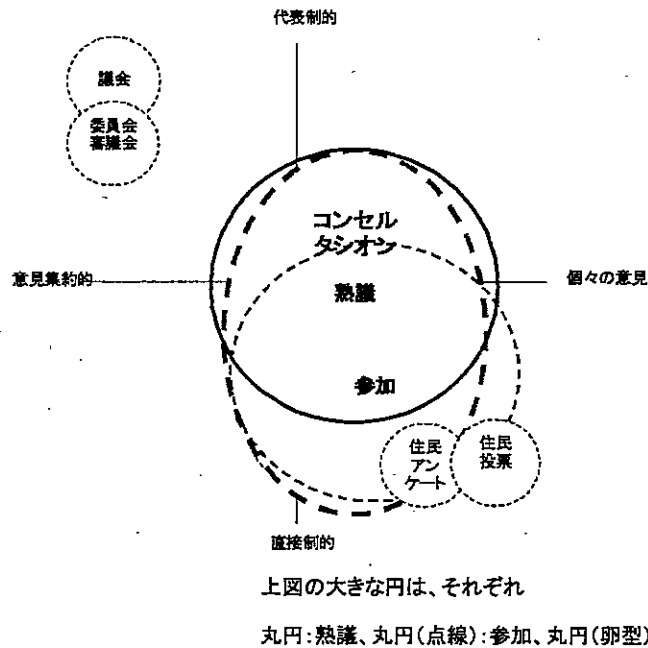 代表制的
議会
委員会
審議会
コンセル
タシオン
意見集約的
個々の意見
熟議
参加
住民
アン
ケート
住民
投票
直接制的
上図の大きな円は、それぞれ
丸円:熟議、丸円(点線):参加、丸円(卵型)